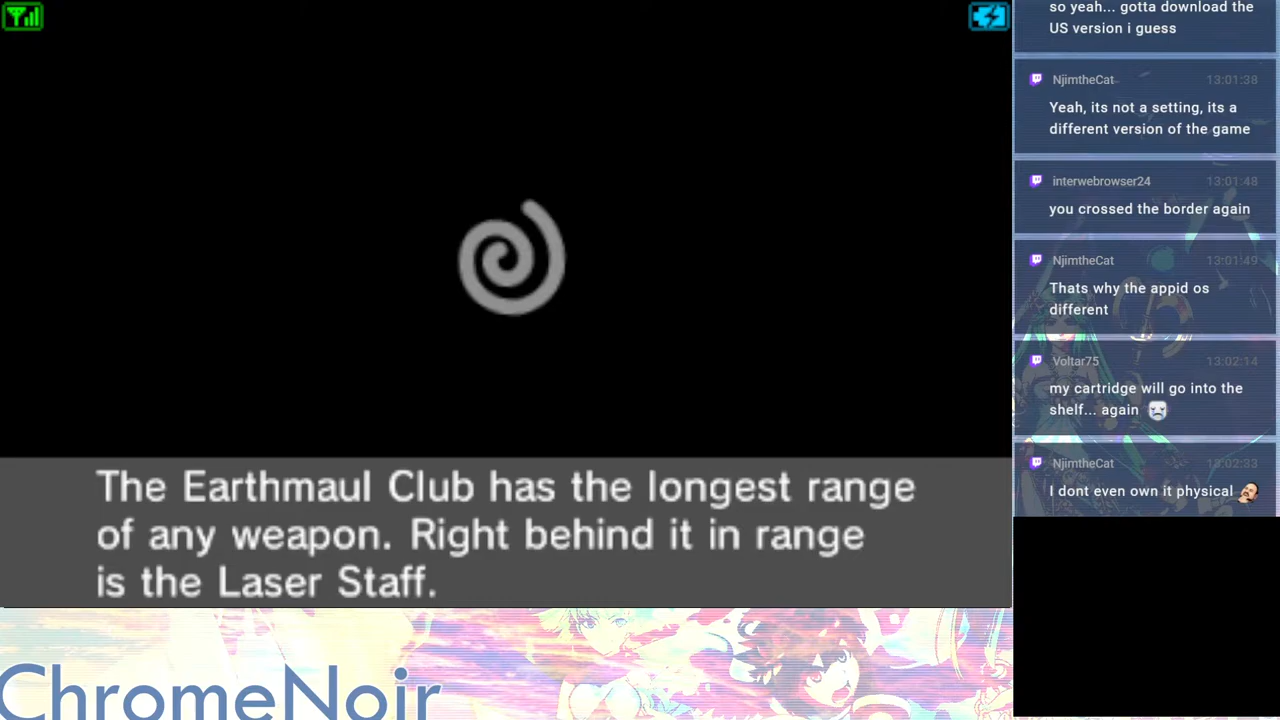 The Earthmaul Club has the longest range
of any weapon. Right behind it in range
is the Laser Staff.
ChromeNoir
so yeah... gotta download the
US version i guess
NjimtheCat 13:01:38
Yeah, its not a setting, its a
different version of the game
interwebrowser24 13:01:48
you crossed the border again
NjimtheCat 13:01:49
Thats why the appid os
different
Voltar75 13:02:14
my cartridge will go into the
shelf... again
NjimtheCat 13:02:33
I dont even own it physical